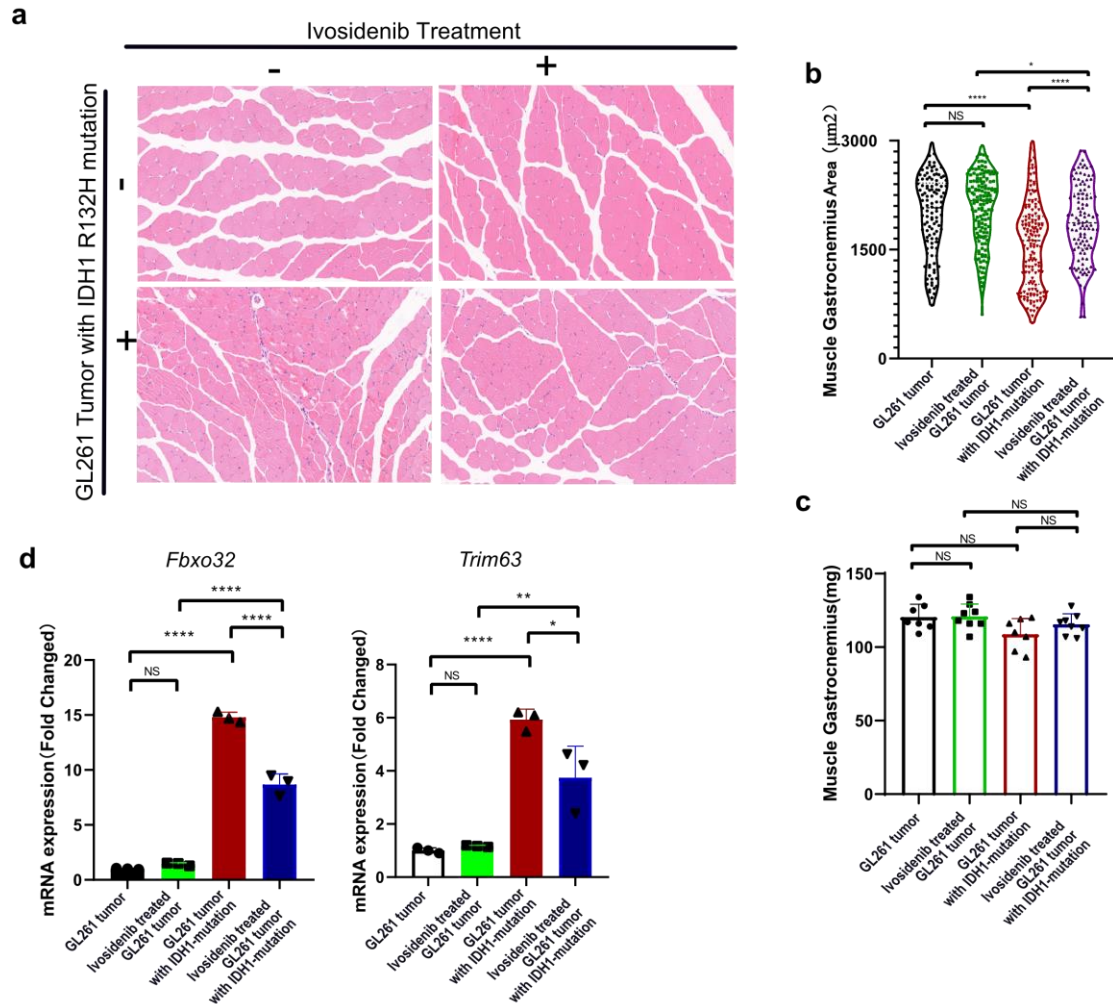 a
Ivosidenib Treatment
-
+
GL261 Tumor with IDH1 R132H mutation
-
+
b
*
****
****
NS
Muscle Gastrocnemius Area (μm2)
3000
1500
0
GL261 tumor
Ivosidenib treated
GL261 tumor
GL261 tumor
with IDH1-mutation
Ivosidenib treated
GL261 tumor
with IDH1-mutation
c
NS
NS
NS
NS
Muscle Gastrocnemius(mg)
150
100
50
0
GL261 tumor
Ivosidenib treated
GL261 tumor
GL261 tumor
with IDH1-mutation
Ivosidenib treated
GL261 tumor
with IDH1-mutation
d
Fbxo32
****
****
****
NS
mRNA expression(Fold Changed)
20
15
10
5
0
GL261 tumor
Ivosidenib treated
GL261 tumor
GL261 tumor
with IDH1-mutation
Ivosidenib treated
GL261 tumor
with IDH1-mutation
Trim63
**
*
****
NS
mRNA expression(Fold Changed)
8
6
4
2
0
GL261 tumor
Ivosidenib treated
GL261 tumor
GL261 tumor
with IDH1-mutation
Ivosidenib treated
GL261 tumor
with IDH1-mutation